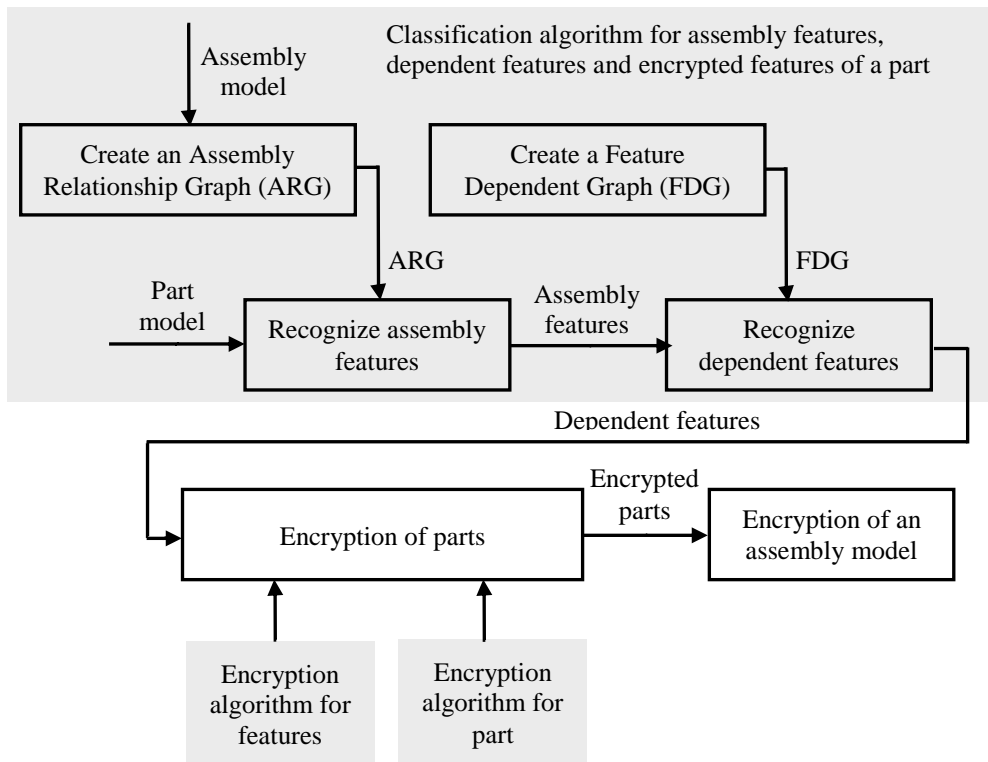 Classification algorithm for assembly features,
dependent features and encrypted features of a part
Assembly
model
Create an Assembly
Relationship Graph (ARG)
Create a Feature
Dependent Graph (FDG)
ARG
FDG
Part
model
Recognize assembly
features
Assembly
features
Recognize
dependent features
Dependent features
Encryption of parts
Encrypted
parts
Encryption of an
assembly model
Encryption
algorithm for
features
Encryption
algorithm for
part